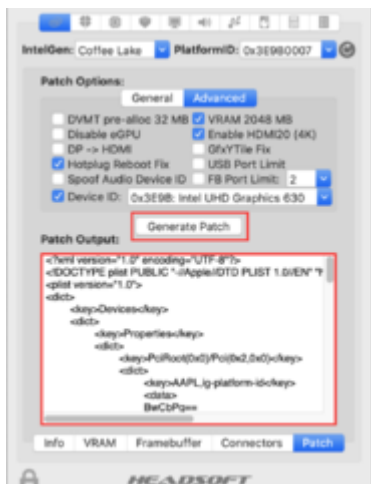 IntelGen: Coffee Lake PlatformID: 0x3E9B0007
Patch Options:
General Advanced
DVMT pre-alloc 32 MB VRAM 2048 MB
Disable eGPU Enable HDMI20 (4K)
DP -> HDMI GfxYTile Fix
Hotplug Reboot Fix USB Port Limit
Spoof Audio Device ID FB Port Limit: 2
Device ID: 0x3E9B: Intel UHD Graphics 630
Generate Patch
Patch Output:
<?xml version="1.0" encoding="UTF-8"?>
<!DOCTYPE plist PUBLIC "-//Apple//DTD PLIST 1.0//EN" "h
<plist version="1.0">
<dict>
<key>Devices</key>
<dict>
<key>Properties</key>
<dict>
<key>PciRoot(0x0)/Pci(0x2,0x0)</key>
<dict>
<key>AAPL,ig-platform-id</key>
<data>
BwCbPg==
Info VRAM Framebuffer Connectors Patch
HEADSOFT